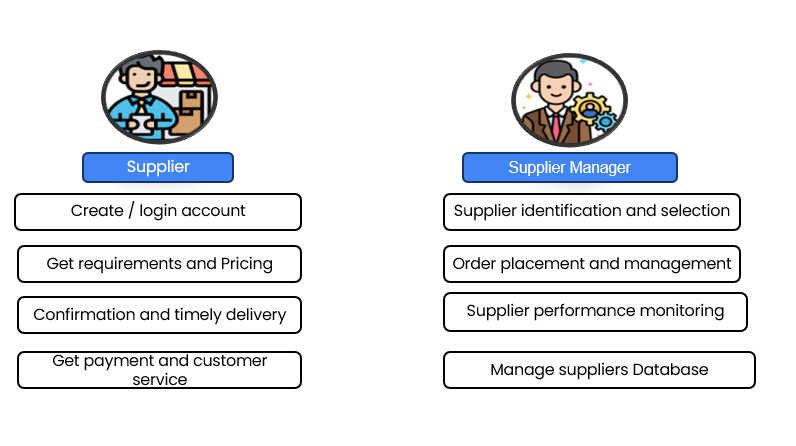 Supplier
Create / login account
Get requirements and Pricing
Confirmation and timely delivery
Get payment and customer
service
Supplier Manager
Supplier identification and selection
Order placement and management
Supplier performance monitoring
Manage suppliers Database